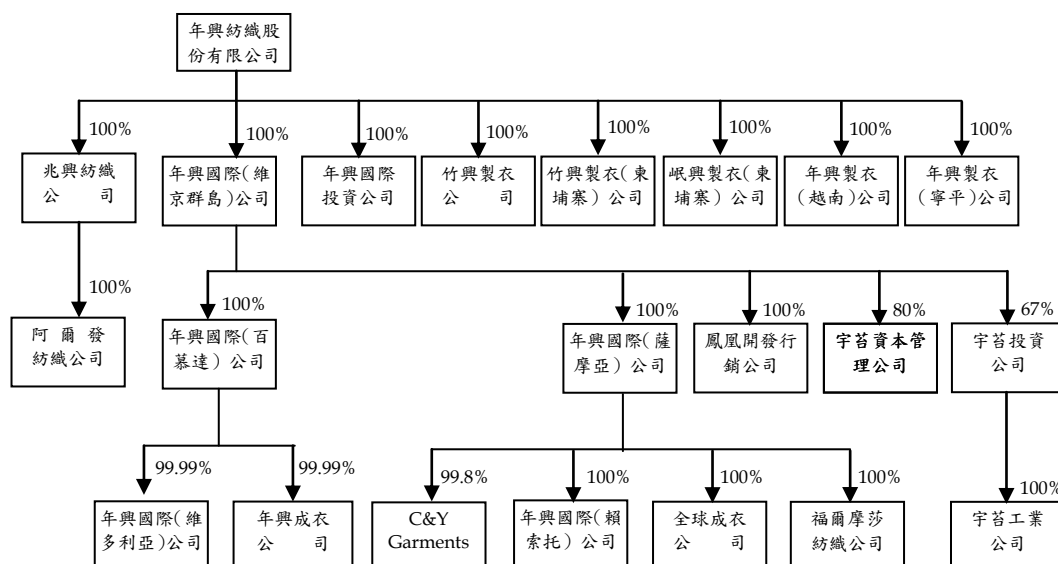 年興紡織股
份有限公司
100%
100%
100%
100%
100%
100%
100%
100%
兆興紡織
公 司
年興國際(維
京群島)公司
年興國際
投資公司
竹興製衣
公 司
竹興製衣(柬
埔寨)公司
岷興製衣(柬
埔寨)公司
年興製衣
(越南)公司
年興製衣
(寧平)公司
100%
100%
100%
100%
80%
67%
阿爾發
紡織公司
年興國際(百
慕達)公司
年興國際(薩
摩亞)公司
鳳凰開發行
銷公司
宇苔資本管
理公司
宇苔投資
公司
99.99%
99.99%
99.8%
100%
100%
100%
100%
年興國際(維
多利亞)公司
年興成衣
公 司
C&Y
Garments
年興國際(賴
索托)公司
全球成衣
公 司
福爾摩莎
紡織公司
宇苔工業
公司